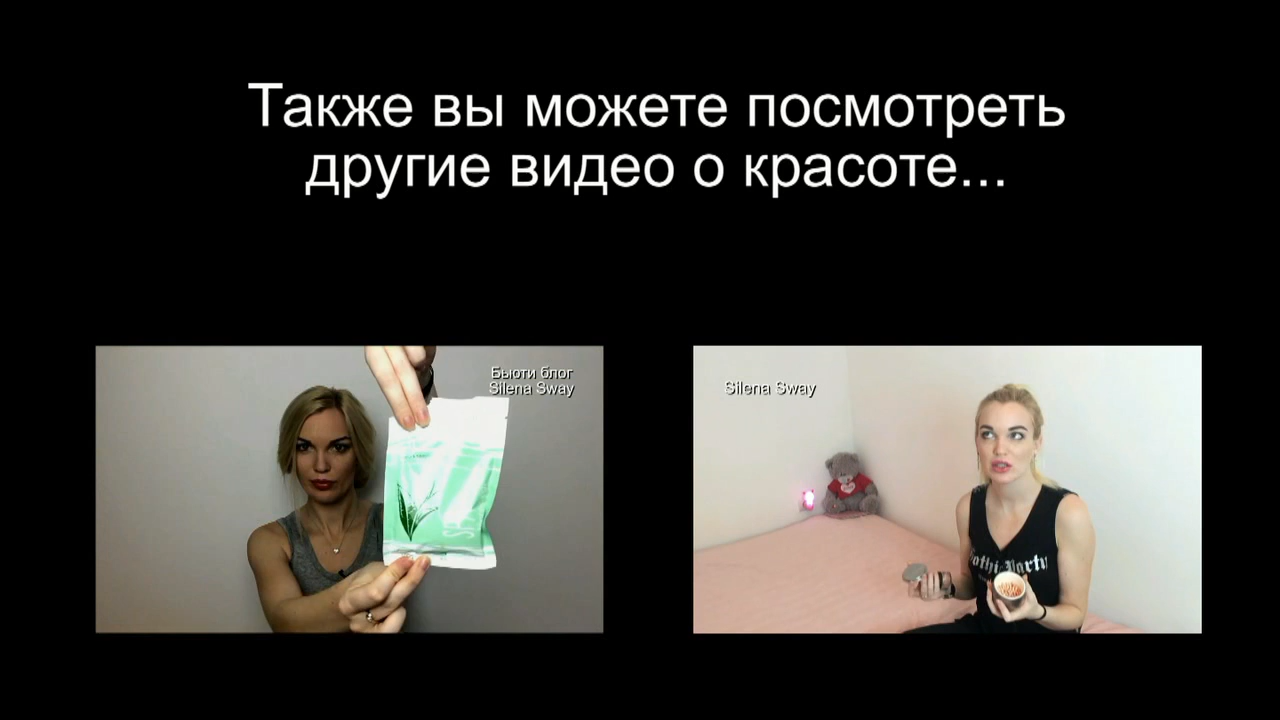 Также вы можете посмотреть
другие видео о красоте...
Бьюти блог
Silena Sway
Silena Sway